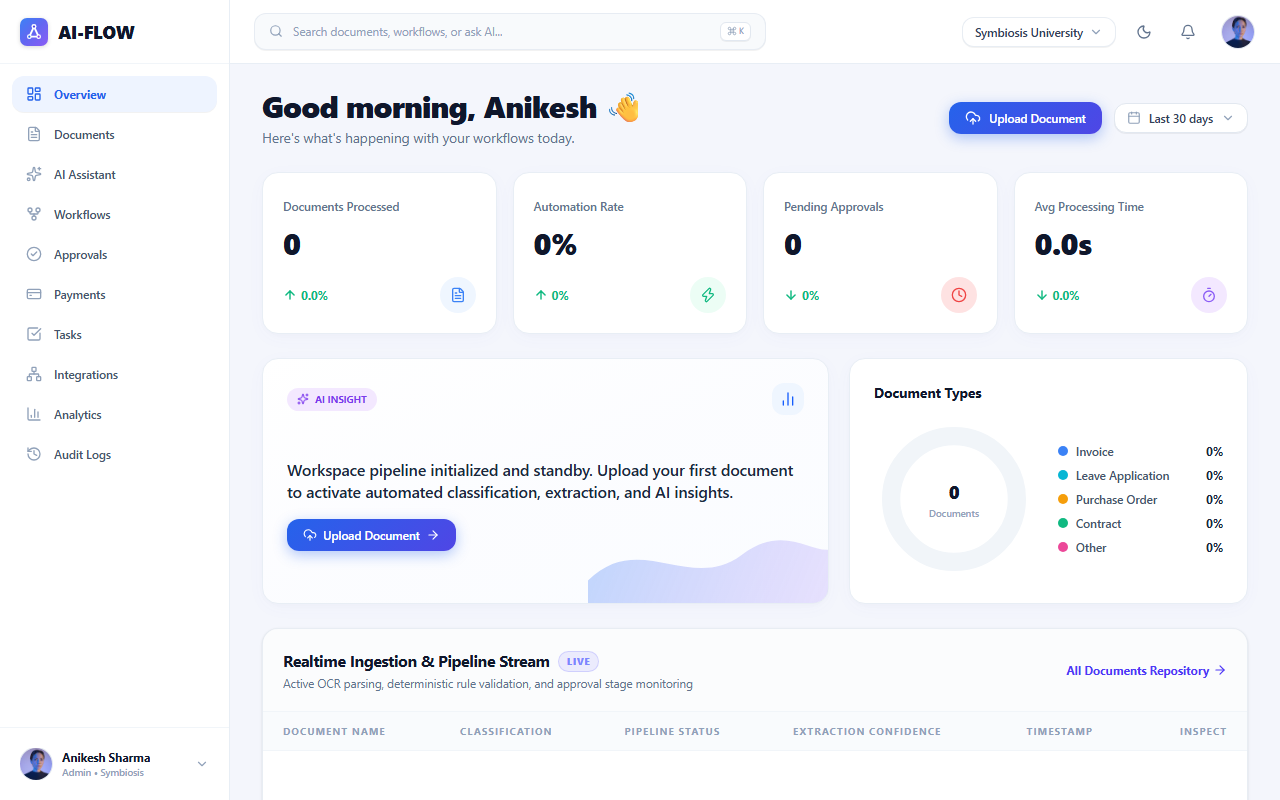 AI-FLOW
Search documents, workflows, or ask AI...
⌘ K
Symbiosis University
Overview
Documents
AI Assistant
Workflows
Approvals
Payments
Tasks
Integrations
Analytics
Audit Logs
Anikesh Sharma
Admin • Symbiosis
Good morning, Anikesh 👋
Here's what's happening with your workflows today.
Upload Document
Last 30 days
Documents Processed
0
↑ 0.0%
Automation Rate
0%
↑ 0%
Pending Approvals
0
↓ 0%
Avg Processing Time
0.0s
↓ 0.0%
AI INSIGHT
Workspace pipeline initialized and standby. Upload your first document
to activate automated classification, extraction, and AI insights.
Upload Document →
Document Types
0
Documents
Invoice 0%
Leave Application 0%
Purchase Order 0%
Contract 0%
Other 0%
Realtime Ingestion & Pipeline Stream LIVE
Active OCR parsing, deterministic rule validation, and approval stage monitoring
All Documents Repository →
DOCUMENT NAME CLASSIFICATION PIPELINE STATUS EXTRACTION CONFIDENCE TIMESTAMP INSPECT